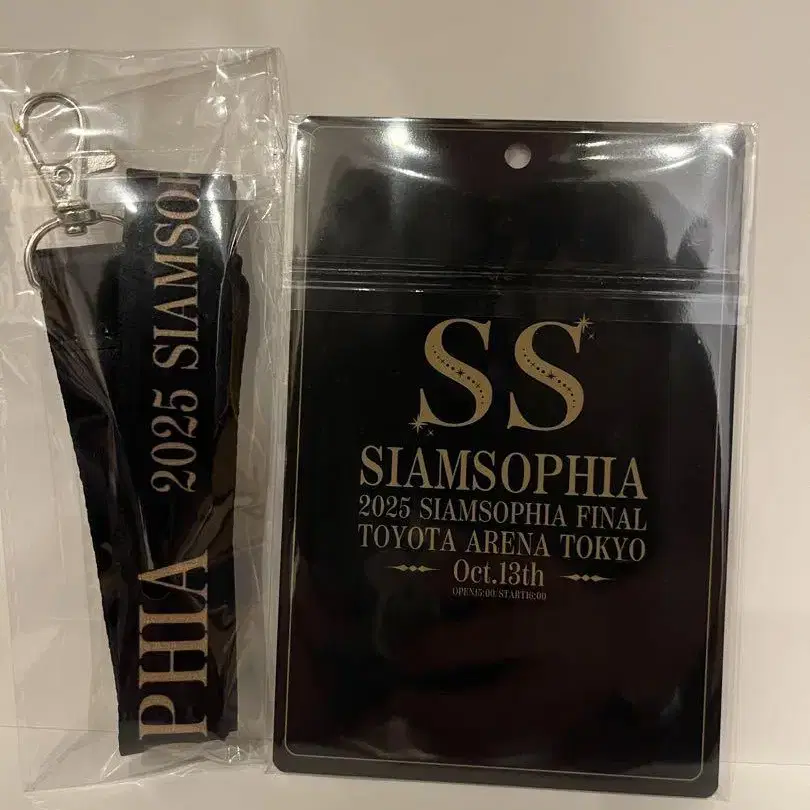 2025 SIAMSO
PHIA
SS
SIAMSOPHIA
2025 SIAMSOPHIA FINAL
TOYOTA ARENA TOKYO
Oct.13th
OPEN15:00/START16:00